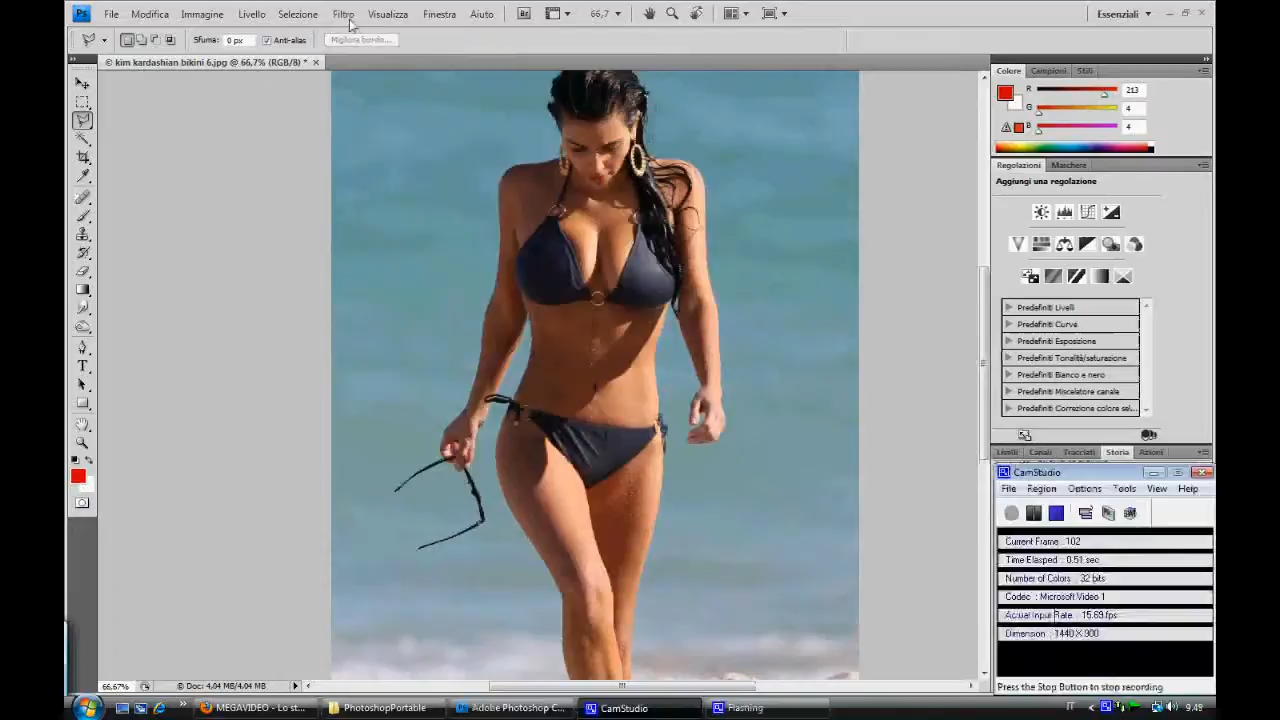 Ps File Modifica Immagine Livello Selezione Filtro Visualizza Finestra Aiuto Br 66,7 Essenziali
Sfuma: 0 px Anti-alias Migliora bordo...
© kim kardashian bikini 6.jpg @ 66,7% (RGB/8) * ×
Colore Campioni Stili
R 213
G 4
B 4
Regolazioni Maschere
Aggiungi una regolazione
Predefiniti Livelli
Predefiniti Curve
Predefiniti Esposizione
Predefiniti Tonalità/saturazione
Predefiniti Bianco e nero
Predefiniti Miscelatore canale
Predefiniti Correzione colore sel...
Livelli Canali Tracciati Storia Azioni
CamStudio
File Region Options Tools View Help
Current Frame : 102
Time Elasped : 0.51 sec
Number of Colors : 32 bits
Codec : Microsoft Video 1
Actual Input Rate : 15.69 fps
Dimension : 1440 X 900
Press the Stop Button to stop recording
66,67% © Doc: 4,04 MB/4,04 MB
MEGAVIDEO - Lo st... PhotoshopPortable Adobe Photoshop C... CamStudio Flashing IT 9.49